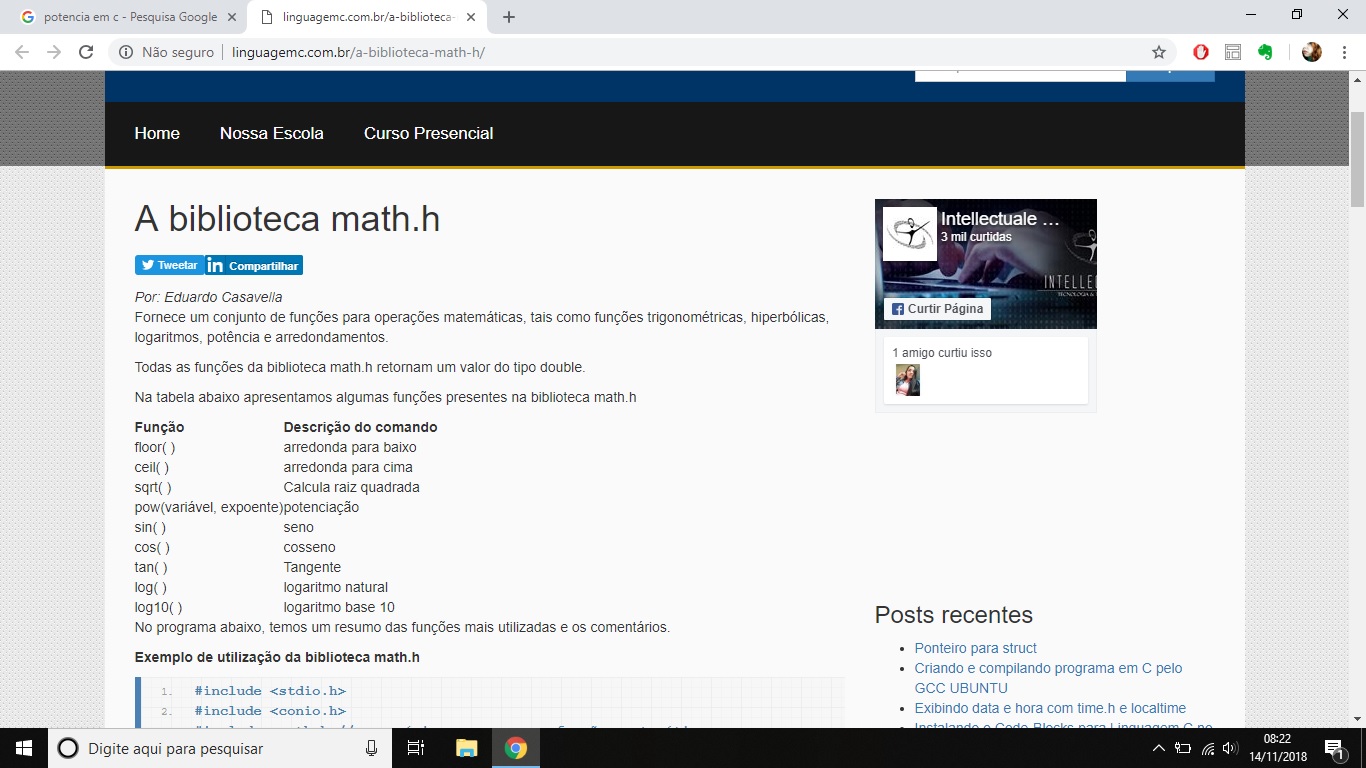 potencia em c - Pesquisa Google
linguagemc.com.br/a-biblioteca-
Não seguro
linguagemc.com.br/a-biblioteca-math-h/
Home
Nossa Escola
Curso Presencial
A biblioteca math.h
Tweetar
Compartilhar
Por: Eduardo Casavella
Fornece um conjunto de funções para operações matemáticas, tais como funções trigonométricas, hiperbólicas,
logaritmos, potência e arredondamentos.
Todas as funções da biblioteca math.h retornam um valor do tipo double.
Na tabela abaixo apresentamos algumas funções presentes na biblioteca math.h
Função Descrição do comando
floor( ) arredonda para baixo
ceil( ) arredonda para cima
sqrt( ) Calcula raiz quadrada
pow(variável, expoente)potenciação
sin( ) seno
cos( ) cosseno
tan( ) Tangente
log( ) logaritmo natural
log10( ) logaritmo base 10
No programa abaixo, temos um resumo das funções mais utilizadas e os comentários.
Exemplo de utilização da biblioteca math.h
1. #include <stdio.h>
2. #include <conio.h>
Intellectuale ...
3 mil curtidas
Curtir Página
1 amigo curtiu isso
Posts recentes
Ponteiro para struct
Criando e compilando programa em C pelo
GCC UBUNTU
Exibindo data e hora com time.h e localtime
Instalando o Code Blocks para Linguagem C no
Digite aqui para pesquisar
08:22
14/11/2018
1